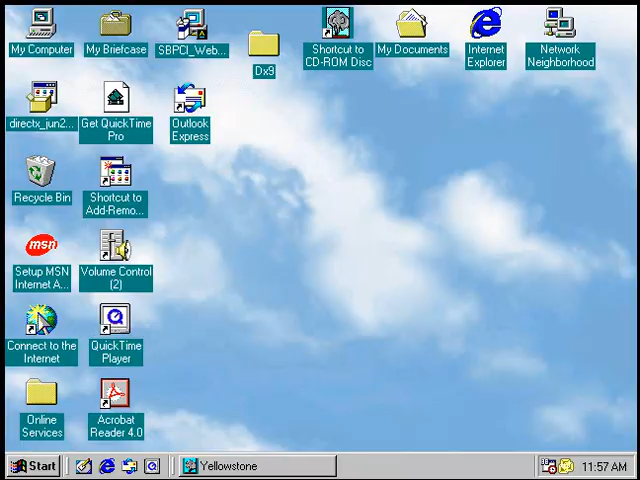 My Computer
My Briefcase
SBPCI_Web...
Dx9
Shortcut to
CD-ROM Disc
My Documents
Internet
Explorer
Network
Neighborhood
directx_jun2...
Get QuickTime
Pro
Outlook
Express
Recycle Bin
Shortcut to
Add-Remo...
msn
Setup MSN
Internet A...
Volume Control
(2)
Connect to the
Internet
QuickTime
Player
Online
Services
Acrobat
Reader 4.0
Start
Yellowstone
11:57 AM